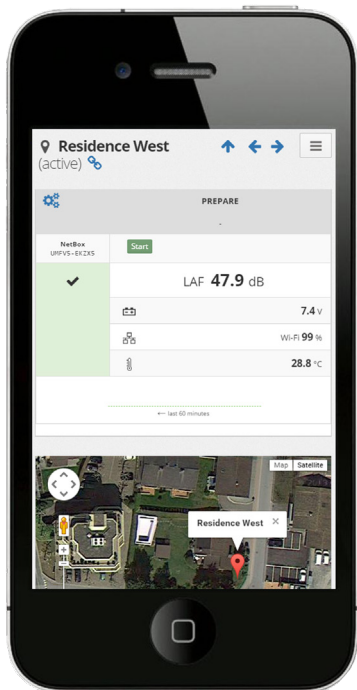 Residence West
(active)
PREPARE
-
NetBox
UMFVS-EKZXS
Start
LAF 47.9 dB
7.4 V
Wi-Fi 99 %
28.8 °C
⟵ last 60 minutes
Map Satellite
Residence West ×